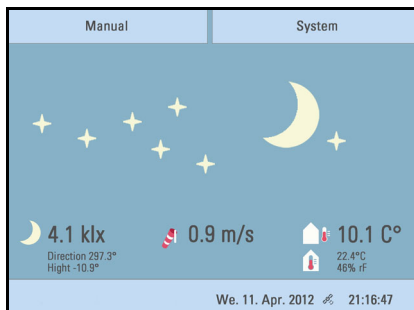 Manual System
4.1 klx 0.9 m/s 10.1 C°
Direction 297.3° 22.4°C
Hight -10.9° 46% rF
We. 11. Apr. 2012 21:16:47